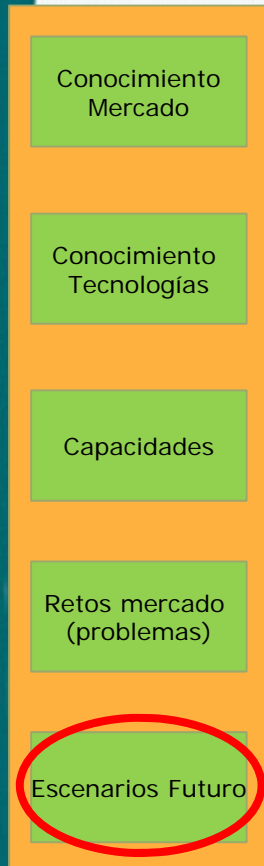 Conocimiento
Mercado
Conocimiento
Tecnologías
Capacidades
Retos mercado
(problemas)
Escenarios Futuro